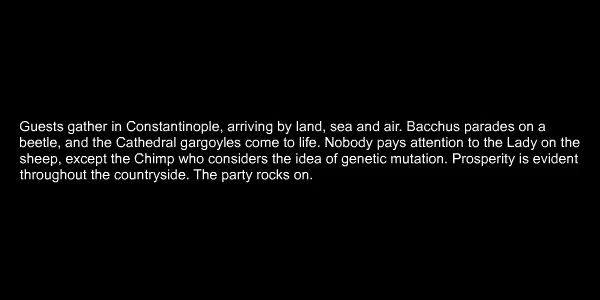 Guests gather in Constantinople, arriving by land, sea and air. Bacchus parades on a
beetle, and the Cathedral gargoyles come to life. Nobody pays attention to the Lady on the
sheep, except the Chimp who considers the idea of genetic mutation. Prosperity is evident
throughout the countryside. The party rocks on.